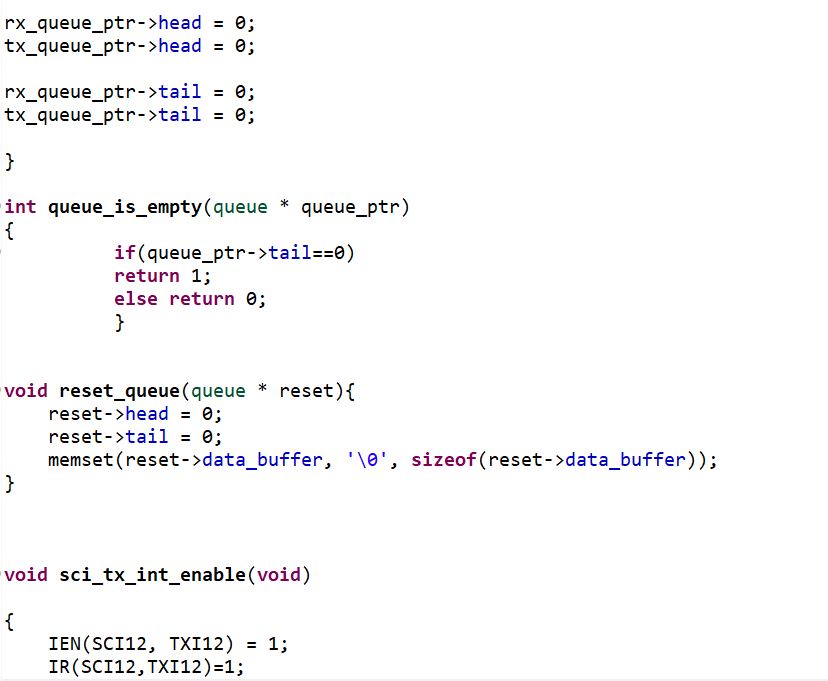 rx_queue_ptr->head = 0;
tx_queue_ptr->head = 0;
rx_queue_ptr->tail = 0;
tx_queue_ptr->tail = 0;
}
int queue_is_empty(queue * queue_ptr)
{
if(queue_ptr->tail==0)
return 1;
else return 0;
}
void reset_queue(queue * reset){
reset->head = 0;
reset->tail = 0;
memset(reset->data_buffer, '\0', sizeof(reset->data_buffer));
}
void sci_tx_int_enable(void)
{
IEN(SCI12, TXI12) = 1;
IR(SCI12,TXI12)=1;